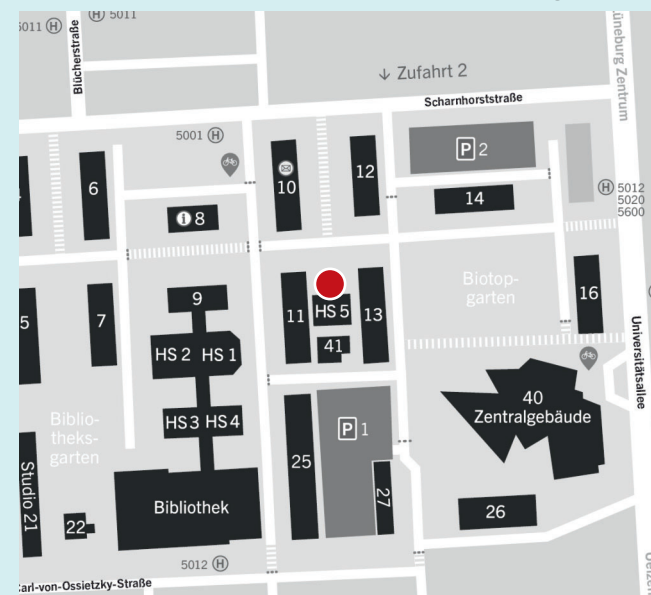 5011 H
H 5011
Blücherstraße
↓ Zufahrt 2
Lüneburg Zentrum
Scharnhorststraße
5001 H
P 2
6
10
12
14
H 5012
5020
5600
i 8
9
HS 5
11
13
41
Biotop-
garten
16
5
7
HS 2 HS 1
HS 3 HS 4
40
Zentralgebäude
Universitätsallee
Biblio-
theks-
garten
Studio 21
22
Bibliothek
25
P 1
27
26
5012 H
Carl-von-Ossietzky-Straße